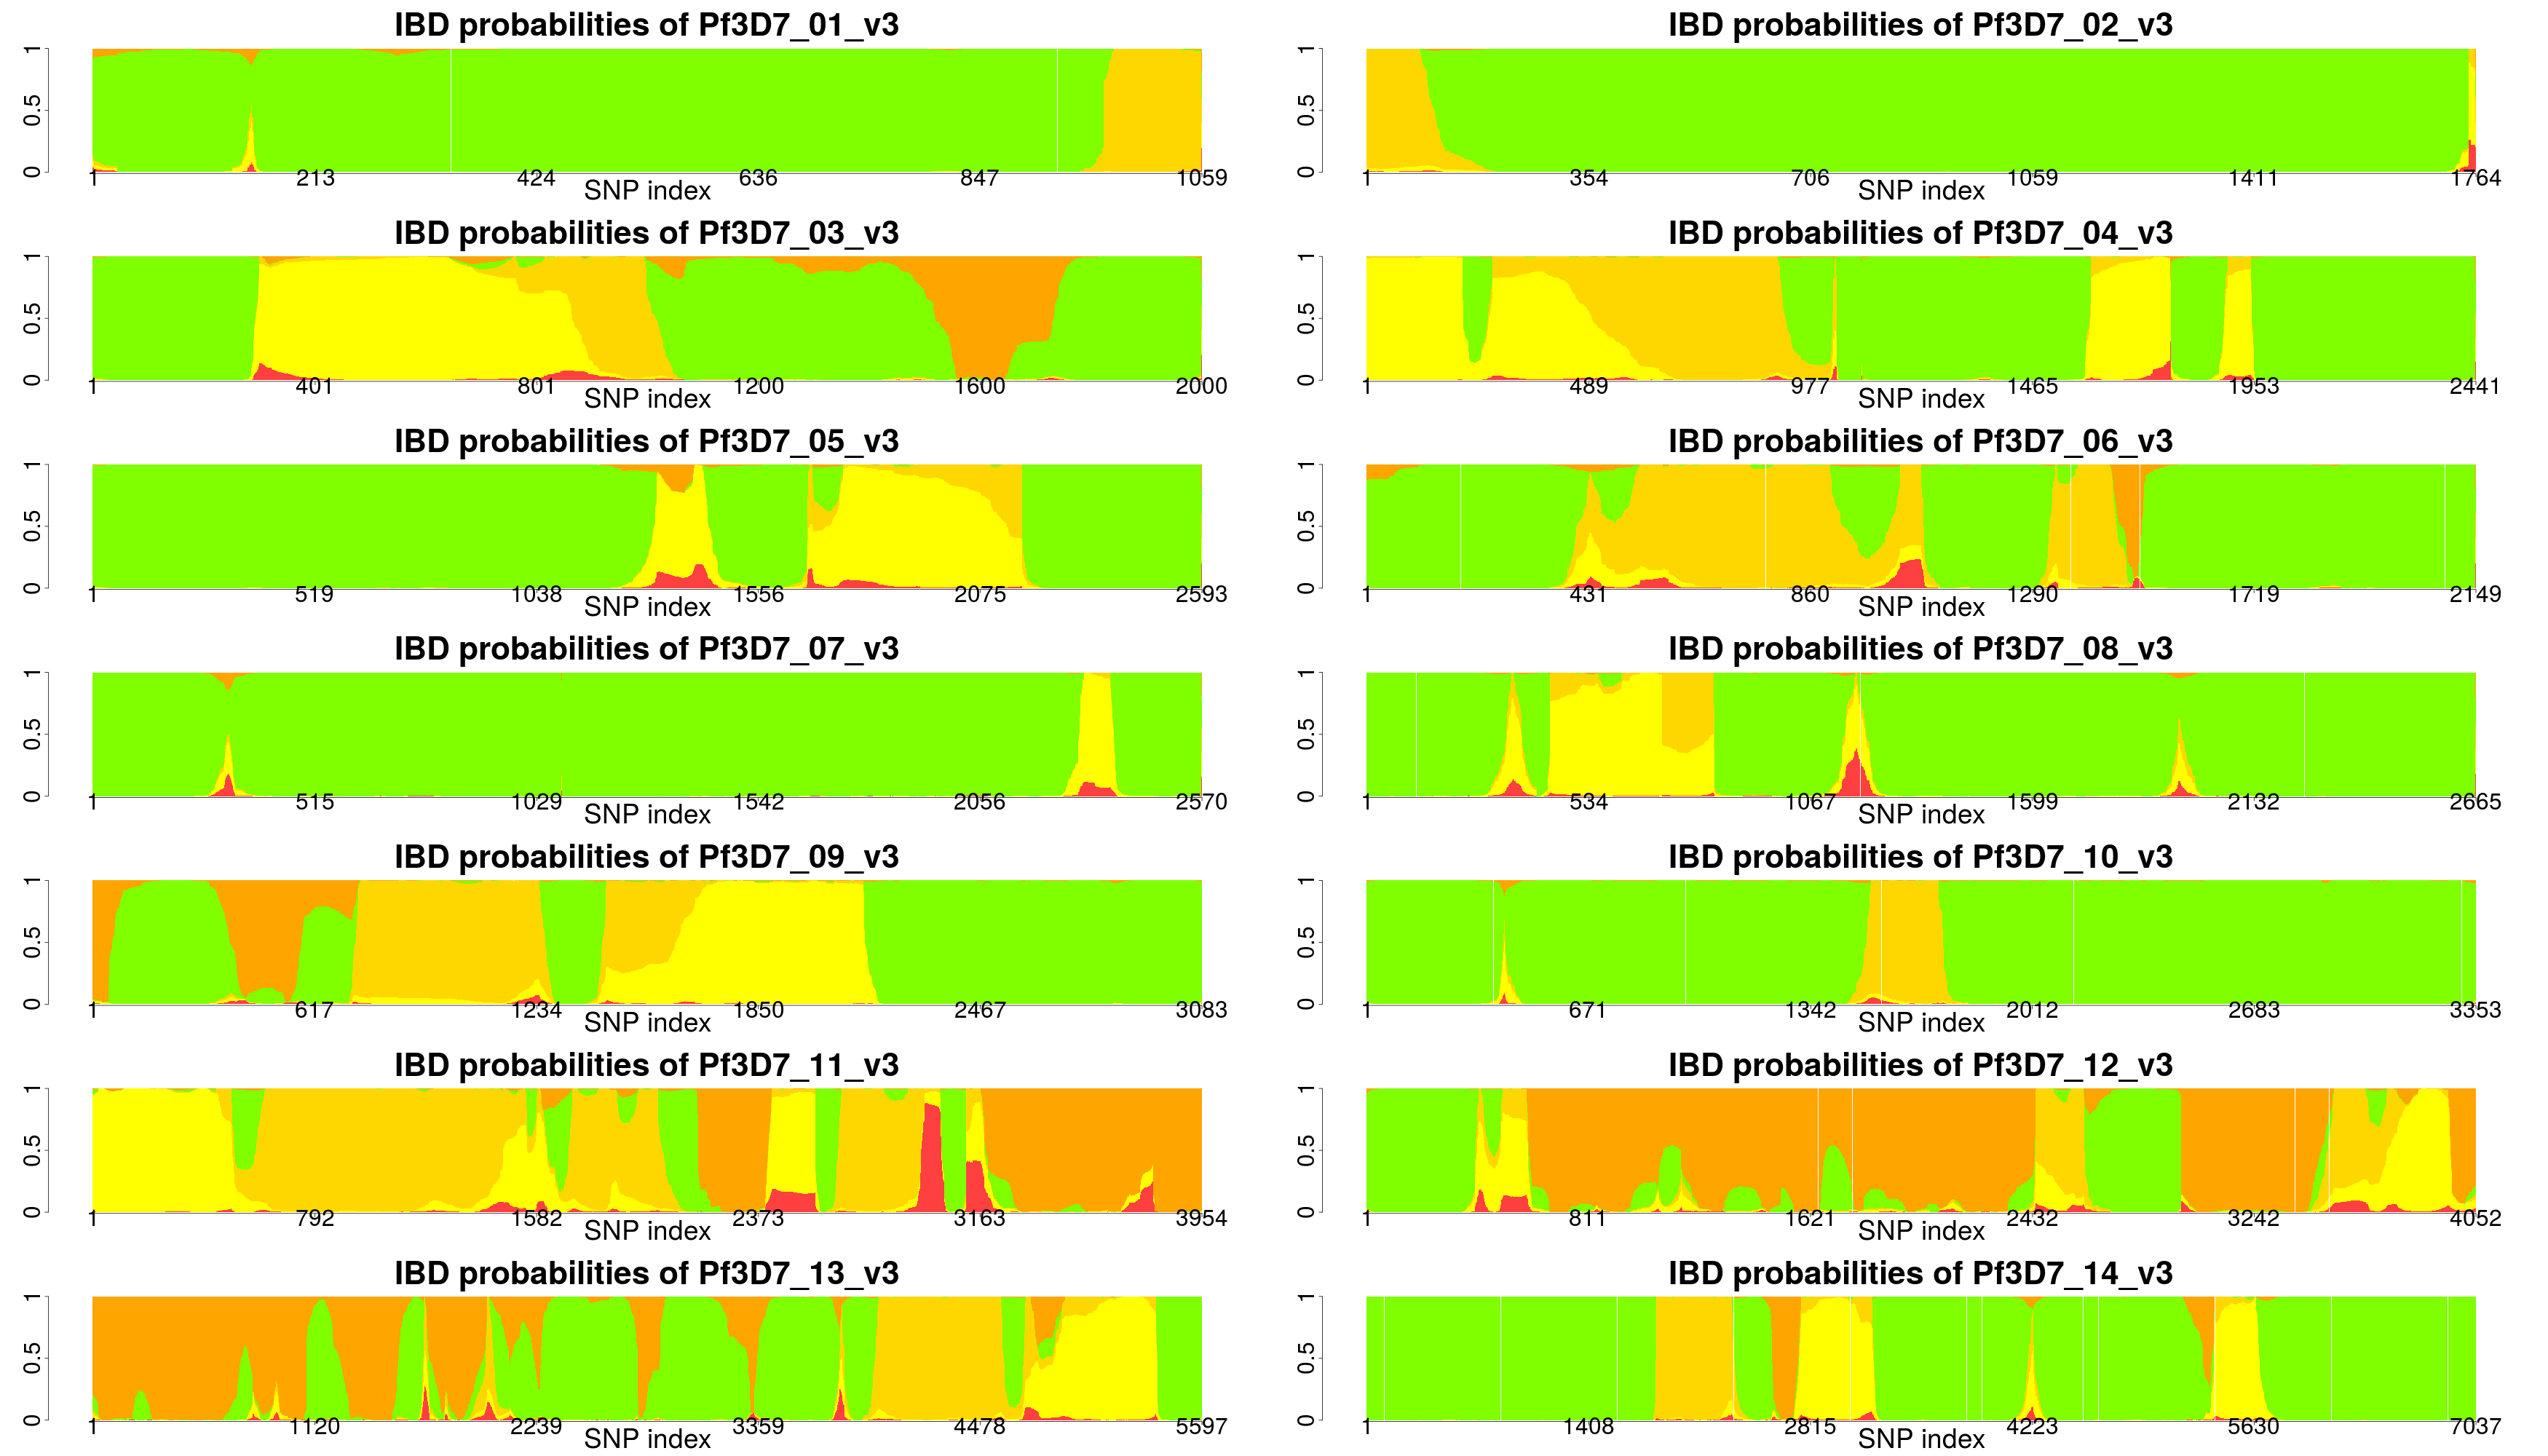 IBD probabilities of Pf3D7_01_v3
0 0.5 1
1 213 424 636 847 1059
SNP index
IBD probabilities of Pf3D7_02_v3
0 0.5 1
1 354 706 1059 1411 1764
SNP index
IBD probabilities of Pf3D7_03_v3
0 0.5 1
1 401 801 1200 1600 2000
SNP index
IBD probabilities of Pf3D7_04_v3
0 0.5 1
1 489 977 1465 1953 2441
SNP index
IBD probabilities of Pf3D7_05_v3
0 0.5 1
1 519 1038 1556 2075 2593
SNP index
IBD probabilities of Pf3D7_06_v3
0 0.5 1
1 431 860 1290 1719 2149
SNP index
IBD probabilities of Pf3D7_07_v3
0 0.5 1
1 515 1029 1542 2056 2570
SNP index
IBD probabilities of Pf3D7_08_v3
0 0.5 1
1 534 1067 1599 2132 2665
SNP index
IBD probabilities of Pf3D7_09_v3
0 0.5 1
1 617 1234 1850 2467 3083
SNP index
IBD probabilities of Pf3D7_10_v3
0 0.5 1
1 671 1342 2012 2683 3353
SNP index
IBD probabilities of Pf3D7_11_v3
0 0.5 1
1 792 1582 2373 3163 3954
SNP index
IBD probabilities of Pf3D7_12_v3
0 0.5 1
1 811 1621 2432 3242 4052
SNP index
IBD probabilities of Pf3D7_13_v3
0 0.5 1
1 1120 2239 3359 4478 5597
SNP index
IBD probabilities of Pf3D7_14_v3
0 0.5 1
1 1408 2815 4223 5630 7037
SNP index